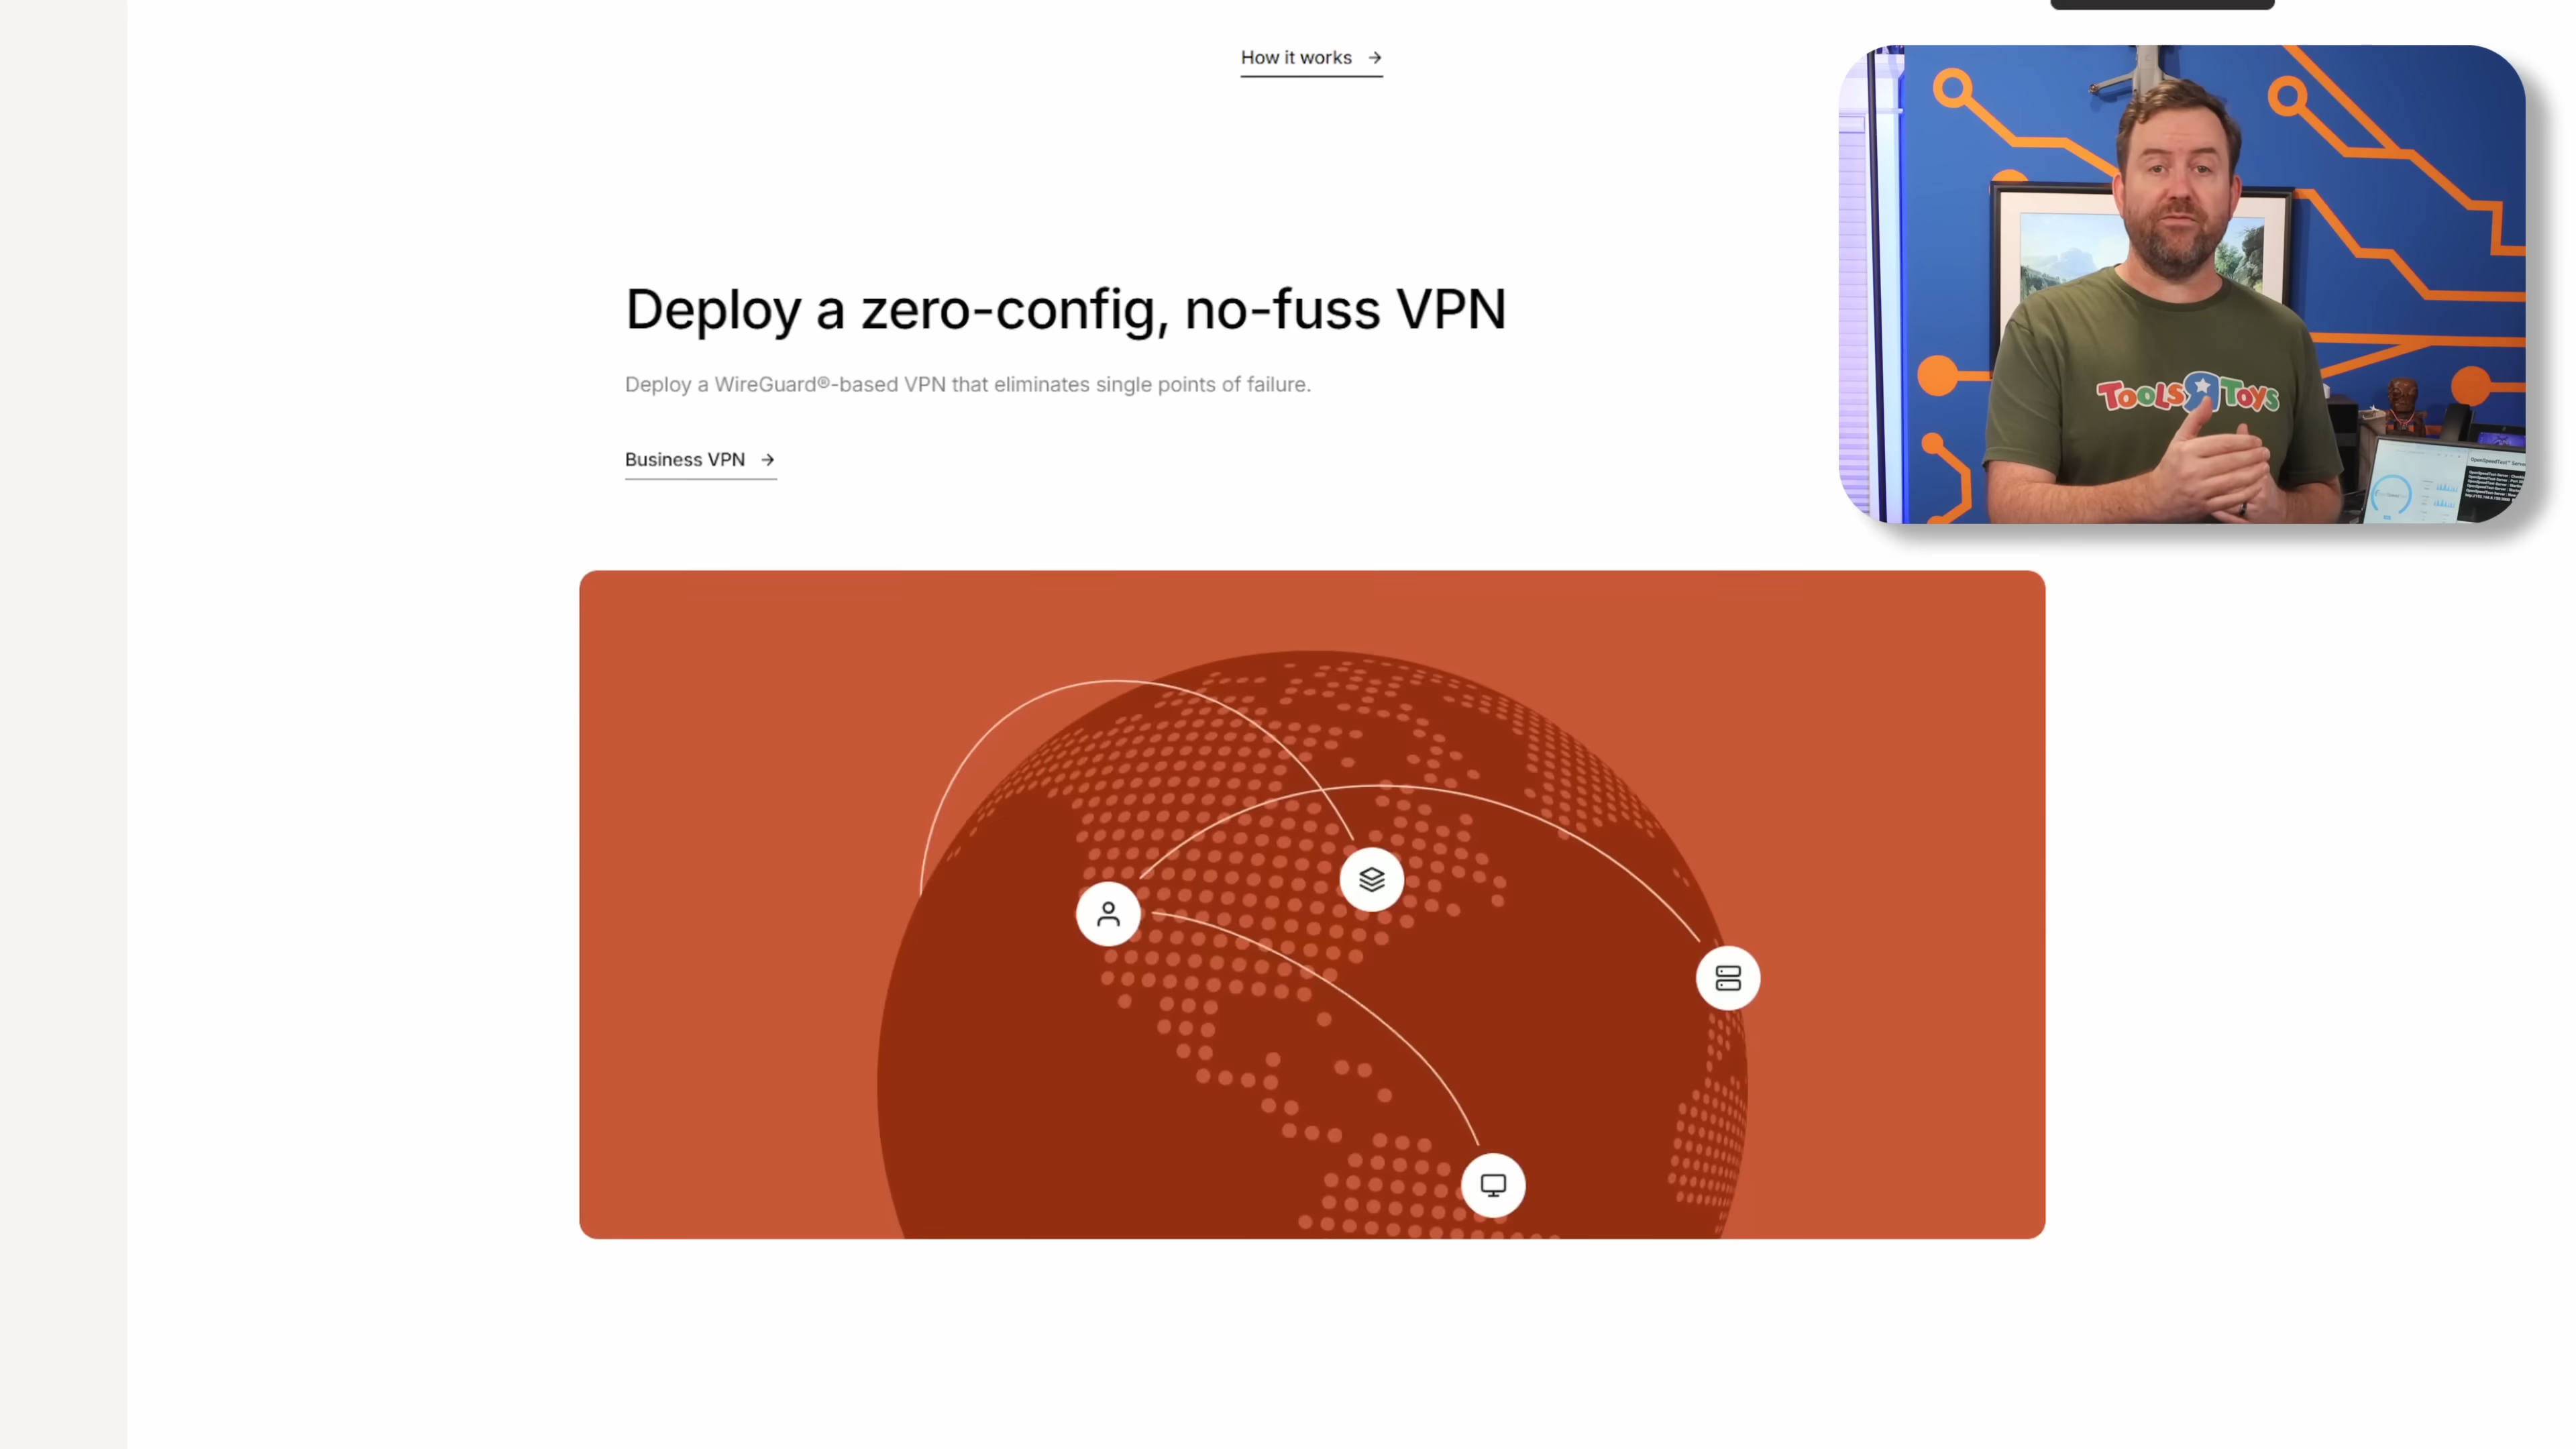 How it works →
Deploy a zero-config, no-fuss VPN
Deploy a WireGuard®-based VPN that eliminates single points of failure.
Business VPN →
TOOLS R TOYS